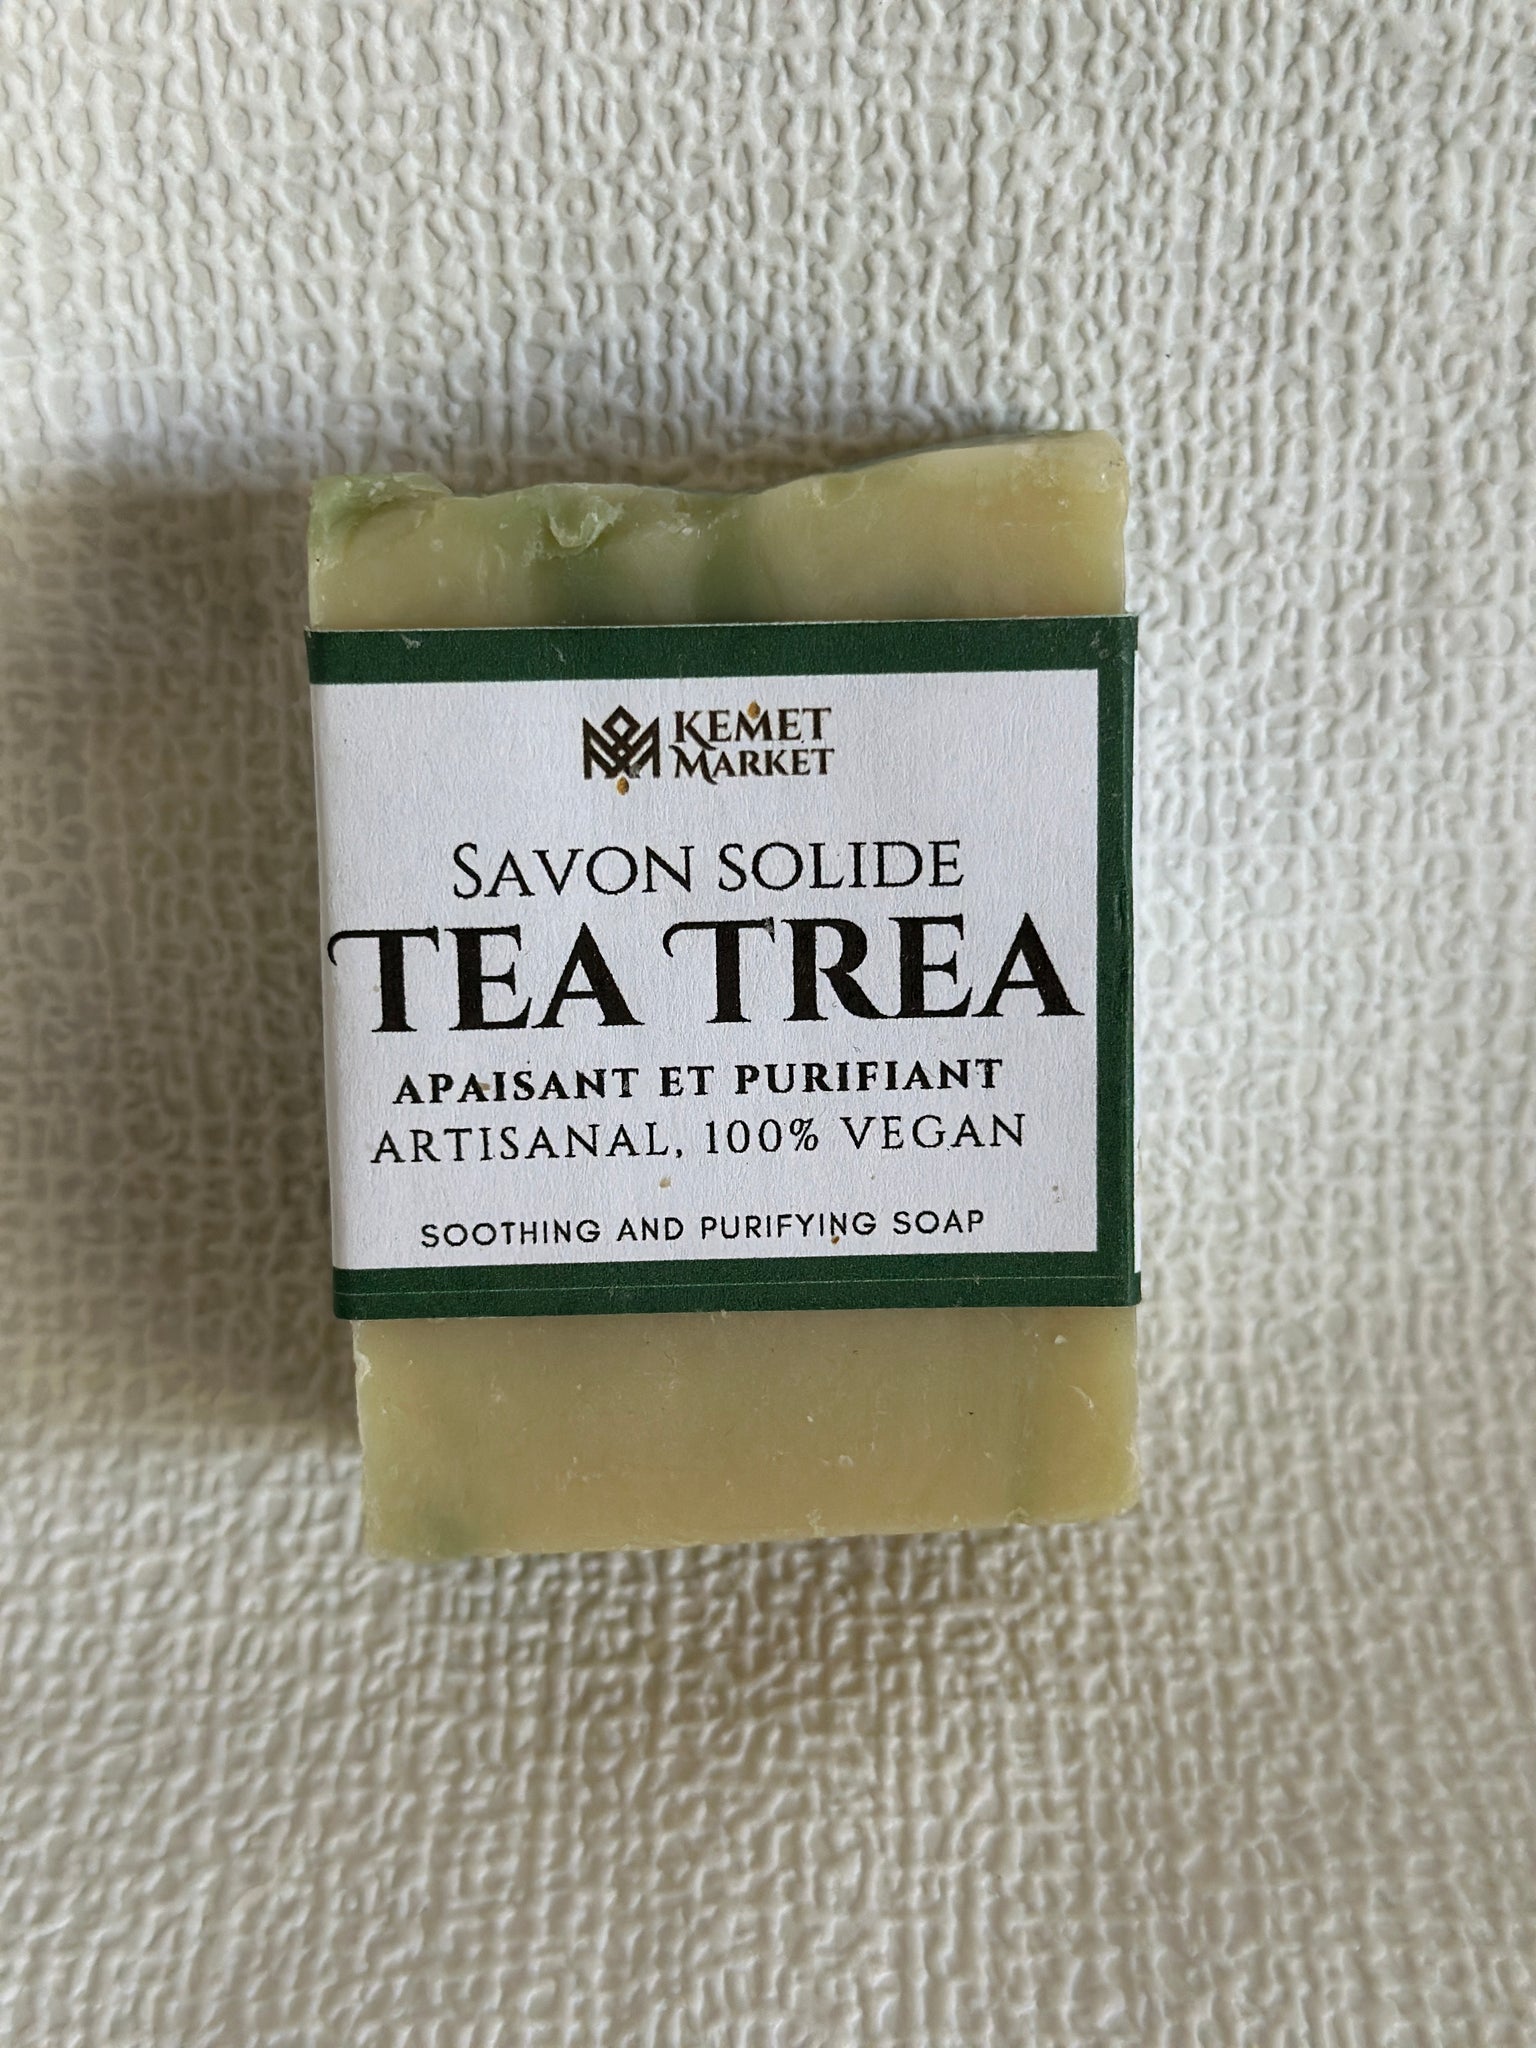 KEMET
MARKET
SAVON SOLIDE
TEA TREA
APAISANT ET PURIFIANT
ARTISANAL, 100% VEGAN
SOOTHING AND PURIFYING SOAP